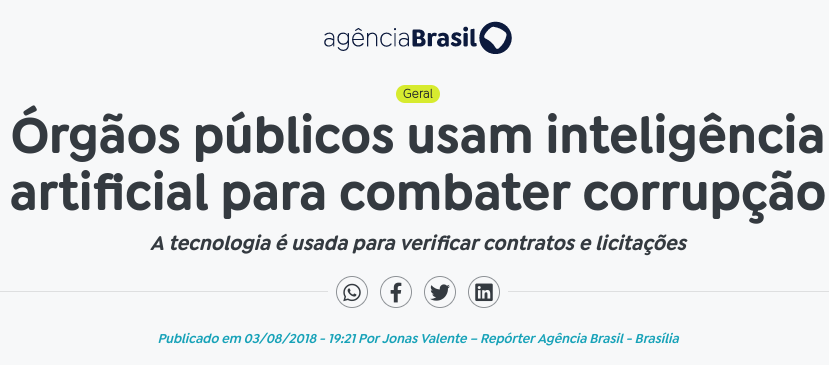 agênciaBrasil
Geral
Órgãos públicos usam inteligência
artificial para combater corrupção
A tecnologia é usada para verificar contratos e licitações
Publicado em 03/08/2018 - 19:21 Por Jonas Valente – Repórter Agência Brasil - Brasília